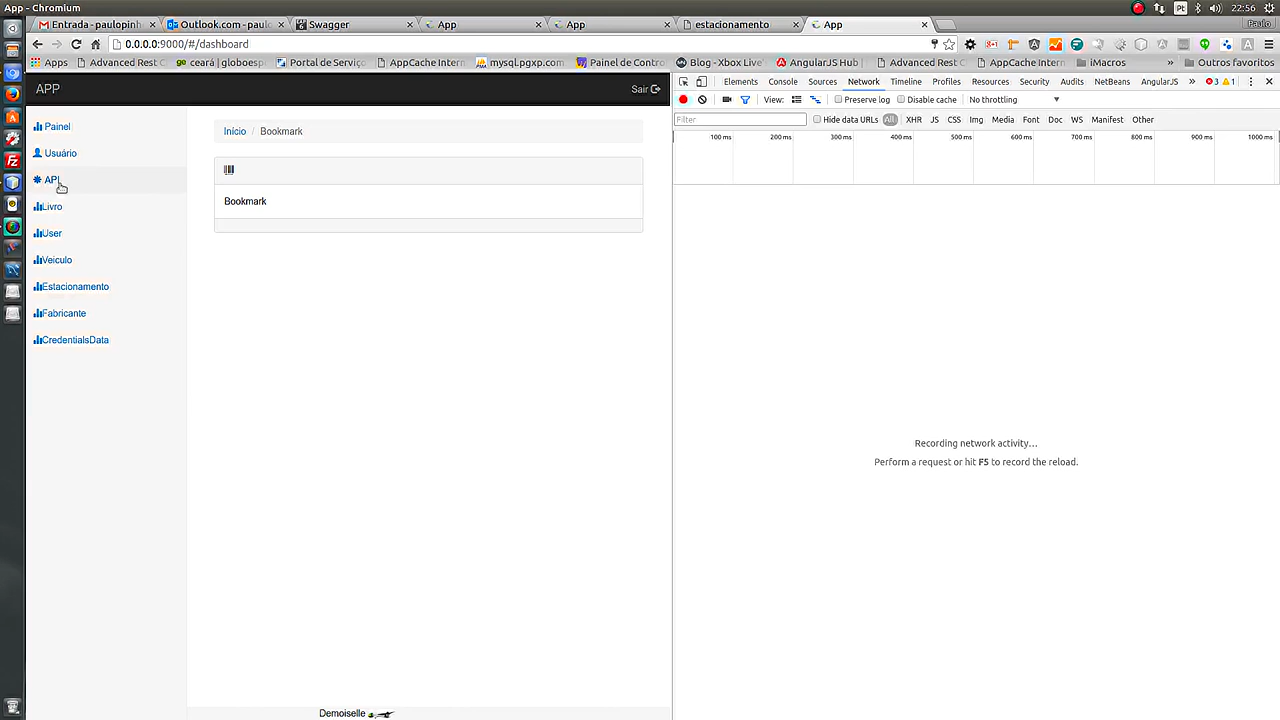 App - Chromium
Pt
22:56
Entrada - paulopinh
Outlook.com - paulo
Swagger
App
App
estacionamento
App
Paulo
0.0.0.0:9000/#/dashboard
Apps
Advanced Rest C
ceará | globoesp
Portal de Serviç
AppCache Intern
mysql.pgxp.com
Painel de Contro
Blog - Xbox Live'
AngularJS Hub |
Advanced Rest C
AppCache Intern
iMacros
»
Outros favoritos
APP
Sair
Painel
Usuário
API
Livro
User
Veiculo
Estacionamento
Fabricante
CredentialsData
Início / Bookmark
Bookmark
Demoiselle
Elements
Console
Sources
Network
Timeline
Profiles
Resources
Security
Audits
NetBeans
AngularJS
»
3
1
View:
Preserve log
Disable cache
No throttling
Filter
Hide data URLs
All
XHR
JS
CSS
Img
Media
Font
Doc
WS
Manifest
Other
100 ms
200 ms
300 ms
400 ms
500 ms
600 ms
700 ms
800 ms
900 ms
1000 ms
Recording network activity…
Perform a request or hit F5 to record the reload.